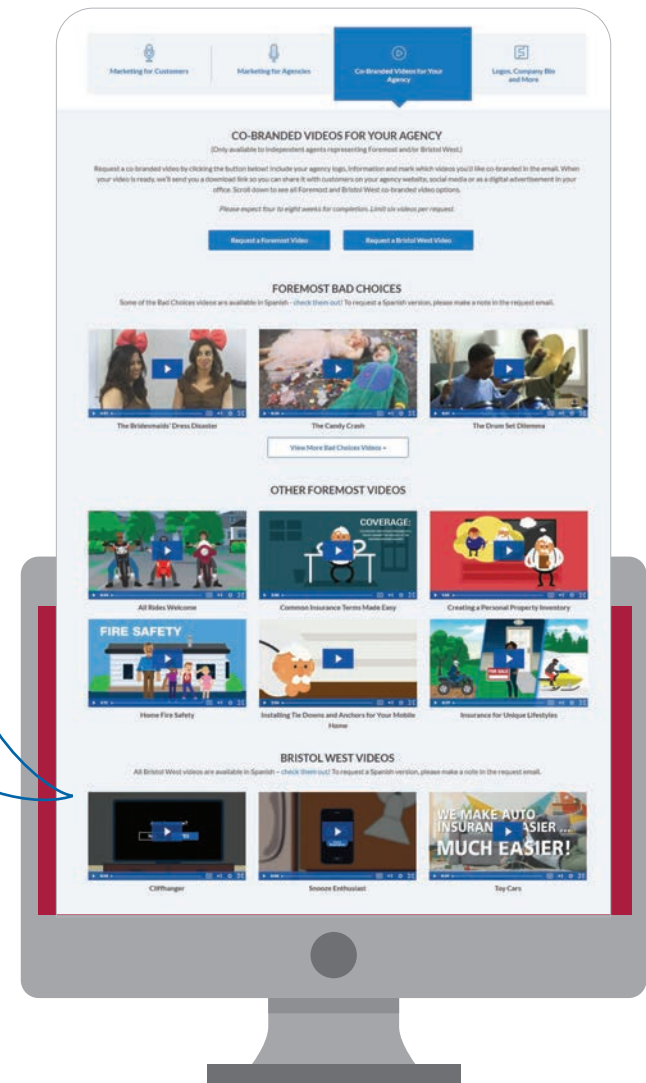 Marketing for Customers
Marketing for Agencies
Co-Branded Videos for Your
Agency
Logos, Company Bio
and More
CO-BRANDED VIDEOS FOR YOUR AGENCY
(Only available to independent agents representing Foremost and/or Bristol West.)
Request a co-branded video by clicking the button below! Include your agency logo, information and mark which videos you'd like co-branded in the email. When
your video is ready, we'll send you a download link so you can share it with customers on your agency website, social media or as a digital advertisement in your
office. Scroll down to see all Foremost and Bristol West co-branded video options.
Please expect four to eight weeks for completion. Limit six videos per request.
Request a Foremost Video
Request a Bristol West Video
FOREMOST BAD CHOICES
Some of the Bad Choices videos are available in Spanish - check them out! To request a Spanish version, please make a note in the request email.
The Bridesmaids' Dress Disaster
The Candy Crash
The Drum Set Dilemma
View More Bad Choices Videos +
OTHER FOREMOST VIDEOS
COVERAGE:
All Rides Welcome
Common Insurance Terms Made Easy
Creating a Personal Property Inventory
FIRE SAFETY
FOR SALE
Home Fire Safety
Installing Tie Downs and Anchors for Your Mobile
Home
Insurance for Unique Lifestyles
BRISTOL WEST VIDEOS
All Bristol West videos are available in Spanish – check them out! To request a Spanish version, please make a note in the request email.
WE MAKE AUTO
MUCH EASIER!
Cliffhanger
Snooze Enthusiast
Toy Cars